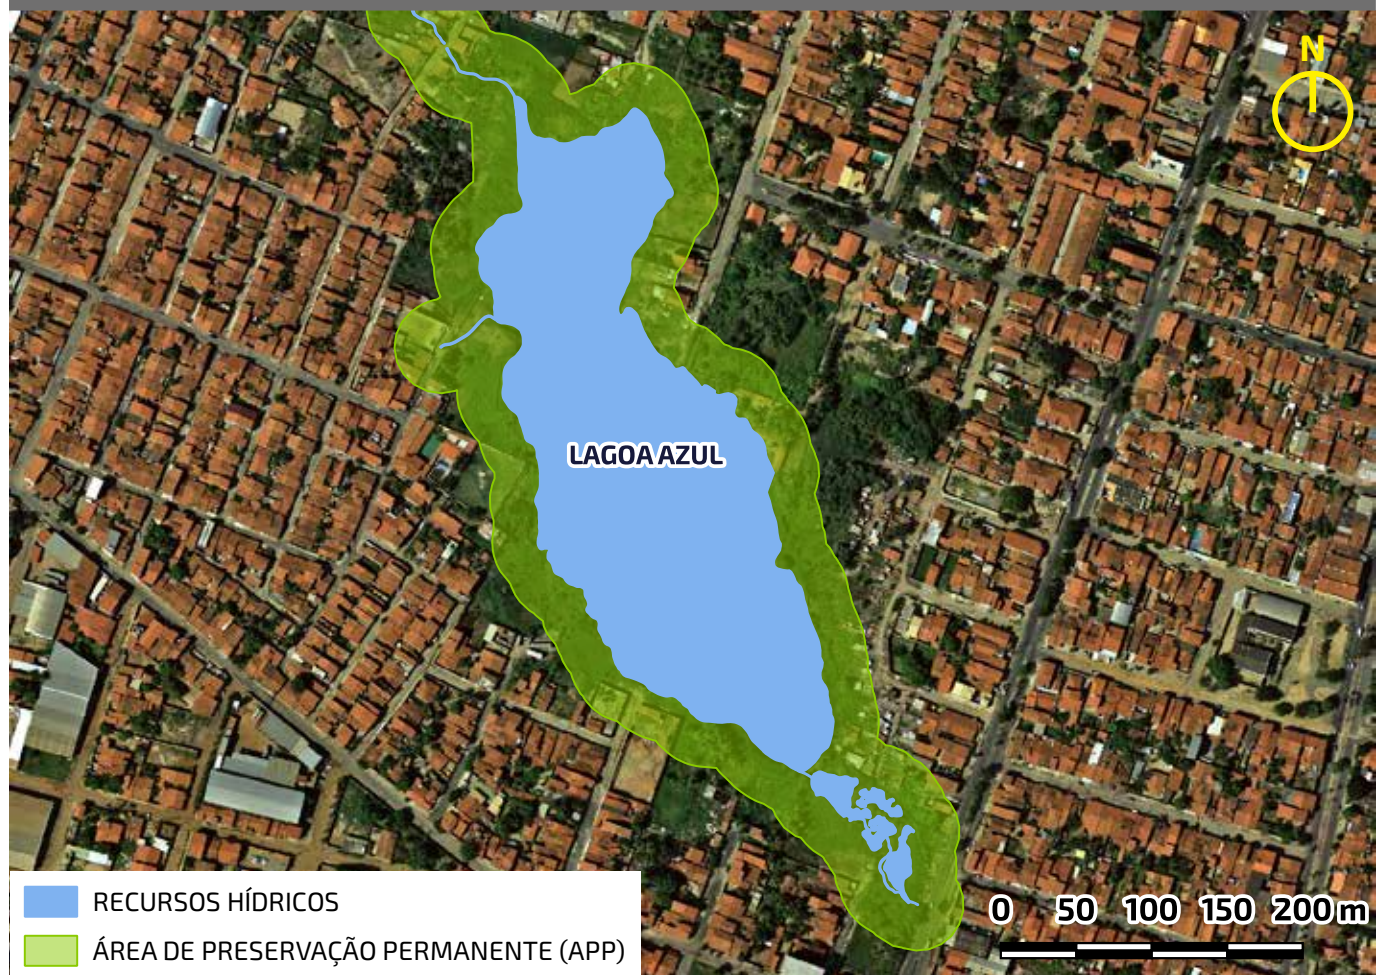 N
LAGOA AZUL
RECURSOS HÍDRICOS
ÁREA DE PRESERVAÇÃO PERMANENTE (APP)
0 50 100 150 200 m